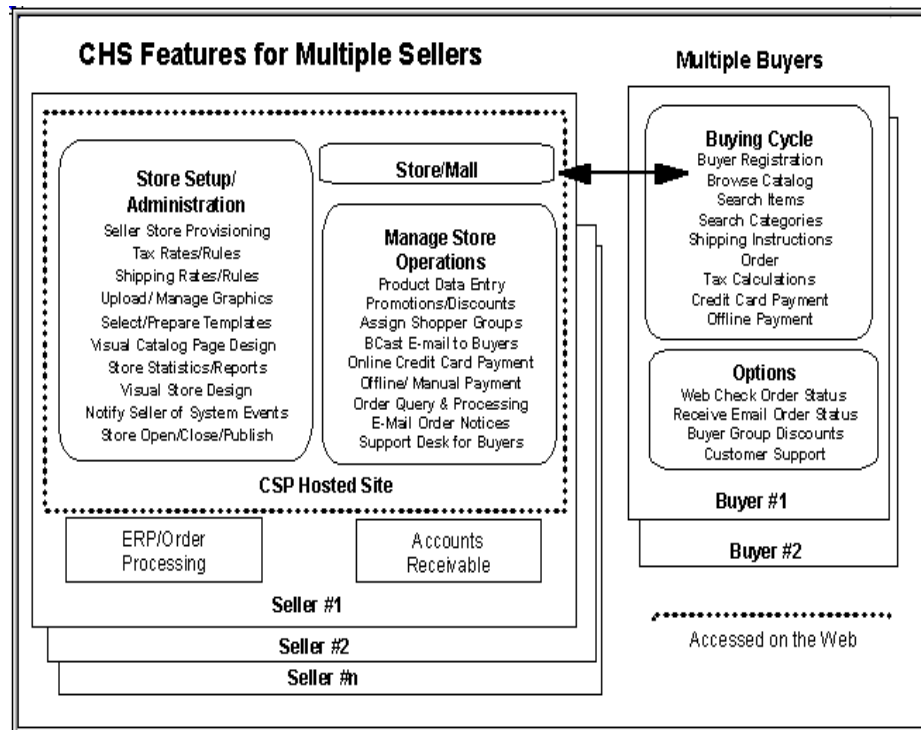 CHS Features for Multiple Sellers
Multiple Buyers
Store Setup/
Administration
Seller Store Provisioning
Tax Rates/Rules
Shipping Rates/Rules
Upload/ Manage Graphics
Select/Prepare Templates
Visual Catalog Page Design
Store Statistics/Reports
Visual Store Design
Notify Seller of System Events
Store Open/Close/Publish
Store/Mall
Manage Store
Operations
Product Data Entry
Promotions/Discounts
Assign Shopper Groups
BCast E-mail to Buyers
Online Credit Card Payment
Offline/ Manual Payment
Order Query & Processing
E-Mail Order Notices
Support Desk for Buyers
CSP Hosted Site
ERP/Order
Processing
Accounts
Receivable
Seller #1
Seller #2
Seller #n
Buying Cycle
Buyer Registration
Browse Catalog
Search Items
Search Categories
Shipping Instructions
Order
Tax Calculations
Credit Card Payment
Offline Payment
Options
Web Check Order Status
Receive Email Order Status
Buyer Group Discounts
Customer Support
Buyer #1
Buyer #2
Accessed on the Web